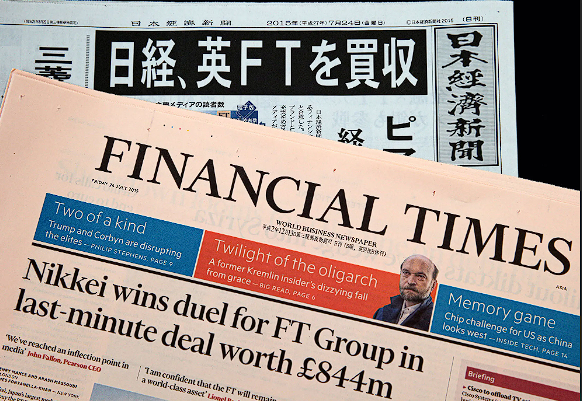 日本経済新聞
2015年(平成27年)7月24日(金曜日)
日経、英FTを買収
日本經濟新聞
三菱
メディアの読者数
ピ
FINANCIAL TIMES
FRIDAY 24 JULY 2015
WORLD BUSINESS NEWSPAPER
ASIA
Two of a kind
Trump and Corbyn are disrupting
the elites – PHILIP STEPHENS, PAGE 9
Twilight of the oligarch
A former Kremlin insider's dizzying fall
from grace – BIG READ, PAGE 6
Memory game
Chip challenge for US as China
looks west – INSIDE TECH, PAGE 14
Nikkei wins duel for FT Group in
last-minute deal worth £844m
'We've reached an inflection point in
media' John Fallon, Pearson CEO
'I am confident that the FT will remain
a world-class asset' Lionel
Briefing
Cisco to offload TV